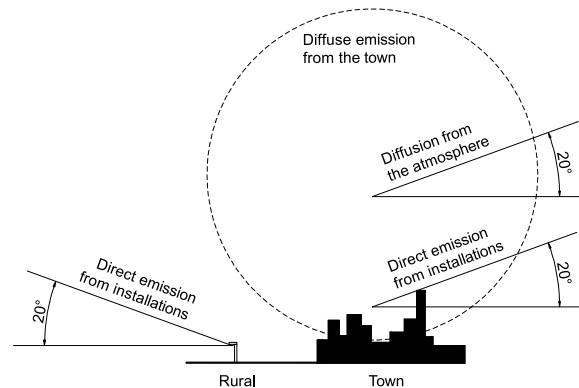 Diffuse emission
from the town
Diffusion from
the atmosphere
20°
Direct emission
from installations
20°
Direct emission
from installations
20°
Rural
Town